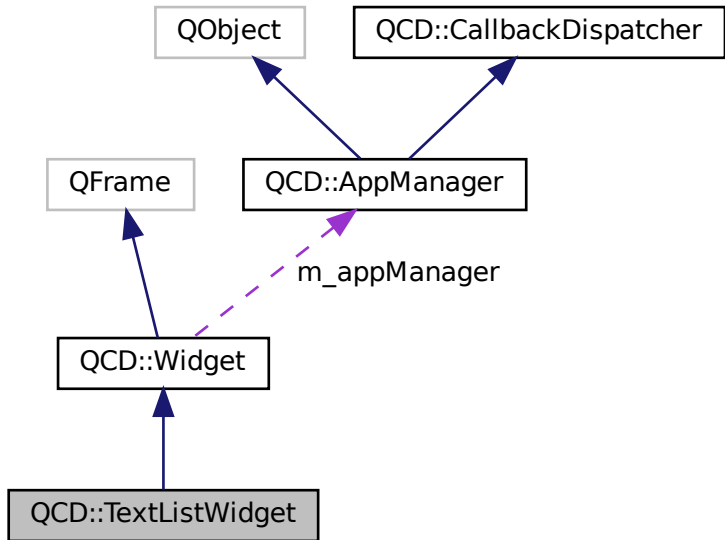 QObject
QCD::CallbackDispatcher
QFrame
QCD::AppManager
m_appManager
QCD::Widget
QCD::TextListWidget